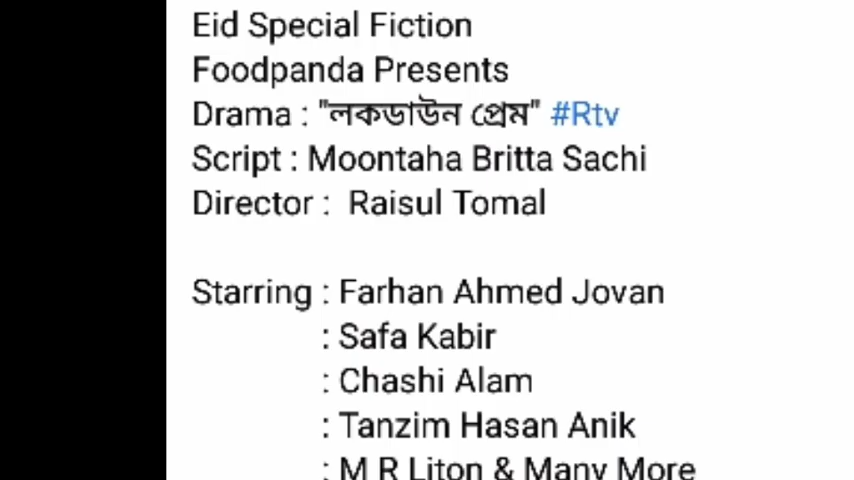 Eid Special Fiction
Foodpanda Presents
Drama : "লকডাউন প্রেম" #Rtv
Script : Moontaha Britta Sachi
Director : Raisul Tomal
Starring : Farhan Ahmed Jovan
: Safa Kabir
: Chashi Alam
: Tanzim Hasan Anik
: M R Liton & Many More